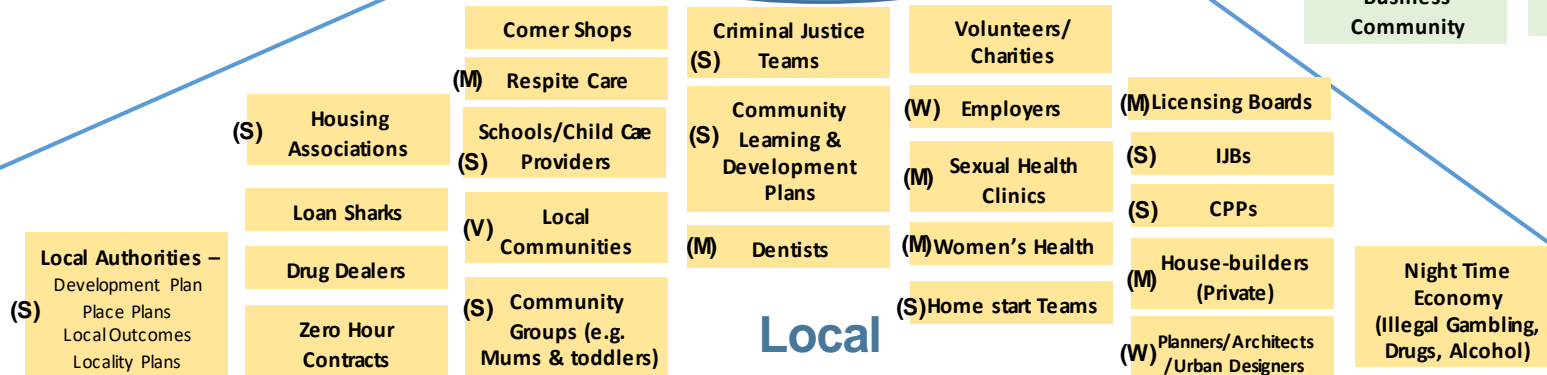 Business
Community
Corner Shops
(M) Respite Care
(S) Housing
Associations
Schools/Child Cae
(S) Providers
Loan Sharks
(V) Local
Communities
Local Authorities –
Development Plan
(S) Place Plans
Local Outcomes
Locality Plans
Drug Dealers
(S) Community
Groups (e.g.
Mums & toddlers)
Zero Hour
Contracts
Criminal Justice
(S) Teams
Community
(S) Learning &
Development
Plans
(M) Dentists
Local
Volunteers/
Charities
(W) Employers
(M) Sexual Health
Clinics
(M) Women's Health
(S) Home start Teams
(M) Licensing Boards
(S) IJBs
(S) CPPs
(M) House-builders
(Private)
(W) Planners/Architects
/Urban Designers
Night Time
Economy
(Illegal Gambling,
Drugs, Alcohol)